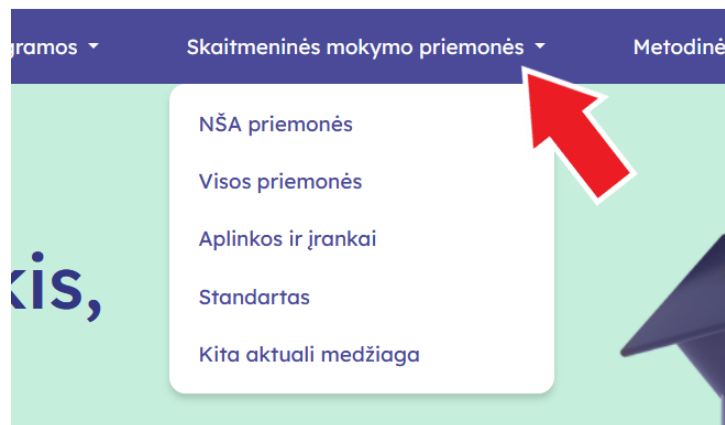 gramos
Skaitmeninės mokymo priemonės
Metodinė
NŠA priemonės
Visos priemonės
Aplinkos ir įrankai
kis,
Standartas
Kita aktuali medžiaga